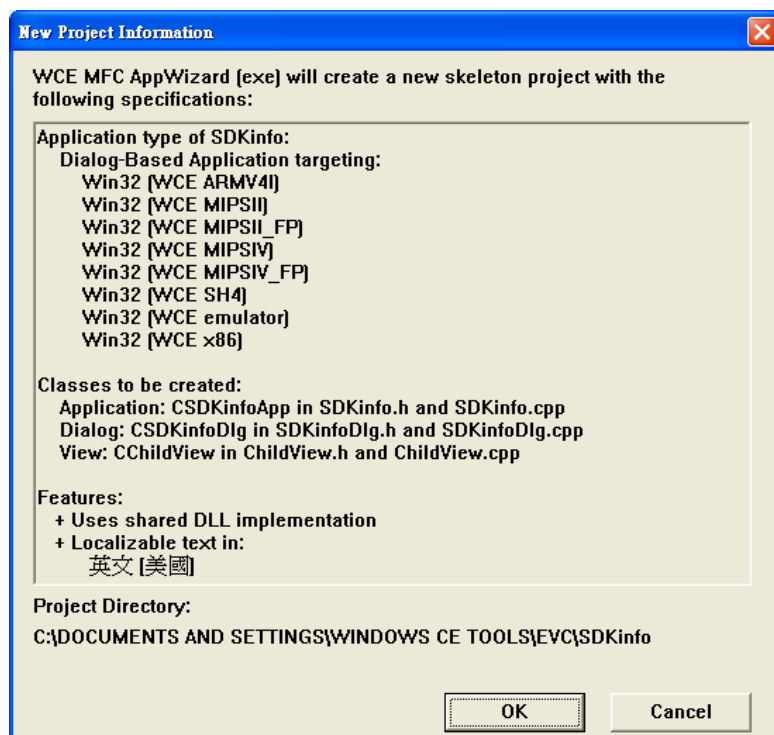 New Project Information
WCE MFC AppWizard (exe) will create a new skeleton project with the
following specifications:
Application type of SDKinfo:
Dialog-Based Application targeting:
Win32 (WCE ARMV4I)
Win32 (WCE MIPSII)
Win32 (WCE MIPSII_FP)
Win32 (WCE MIPSIV)
Win32 (WCE MIPSIV_FP)
Win32 (WCE SH4)
Win32 (WCE emulator)
Win32 (WCE x86)
Classes to be created:
Application: CSDKinfoApp in SDKinfo.h and SDKinfo.cpp
Dialog: CSDKinfoDlg in SDKinfoDlg.h and SDKinfoDlg.cpp
View: CChildView in ChildView.h and ChildView.cpp
Features:
+ Uses shared DLL implementation
+ Localizable text in:
英文 [美國]
Project Directory:
C:\DOCUMENTS AND SETTINGS\WINDOWS CE TOOLS\EVC\SDKinfo
OK
Cancel